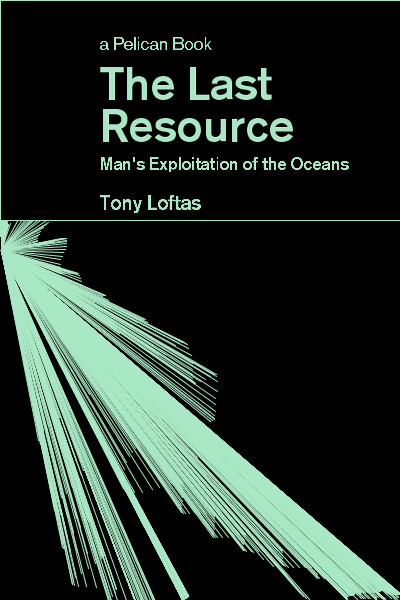 a Pelican Book
The Last
Resource
Man's Exploitation of the Oceans
Tony Loftas